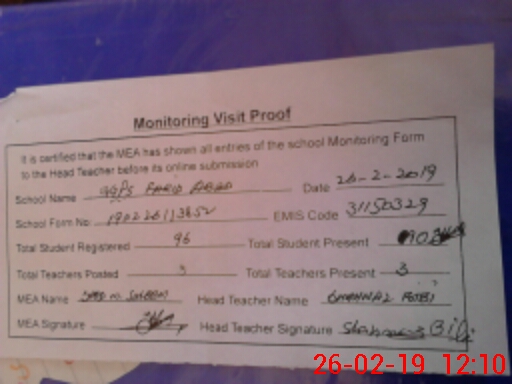 Monitoring Visit Proof
It is certified that the MEA has shown all entries of the school Monitoring Form
to the Head Teacher before its online submission
School Name GGPS FARID ABAD Date 26-2-2019
School Form No. EMIS Code 31150329
Total Student Registered 96 Total Student Present
Total Teachers Posted 3 Total Teachers Present 3
MEA Name Head Teacher Name BIBI
MEA Signature Head Teacher Signature Bibi
26-02-19 12:10